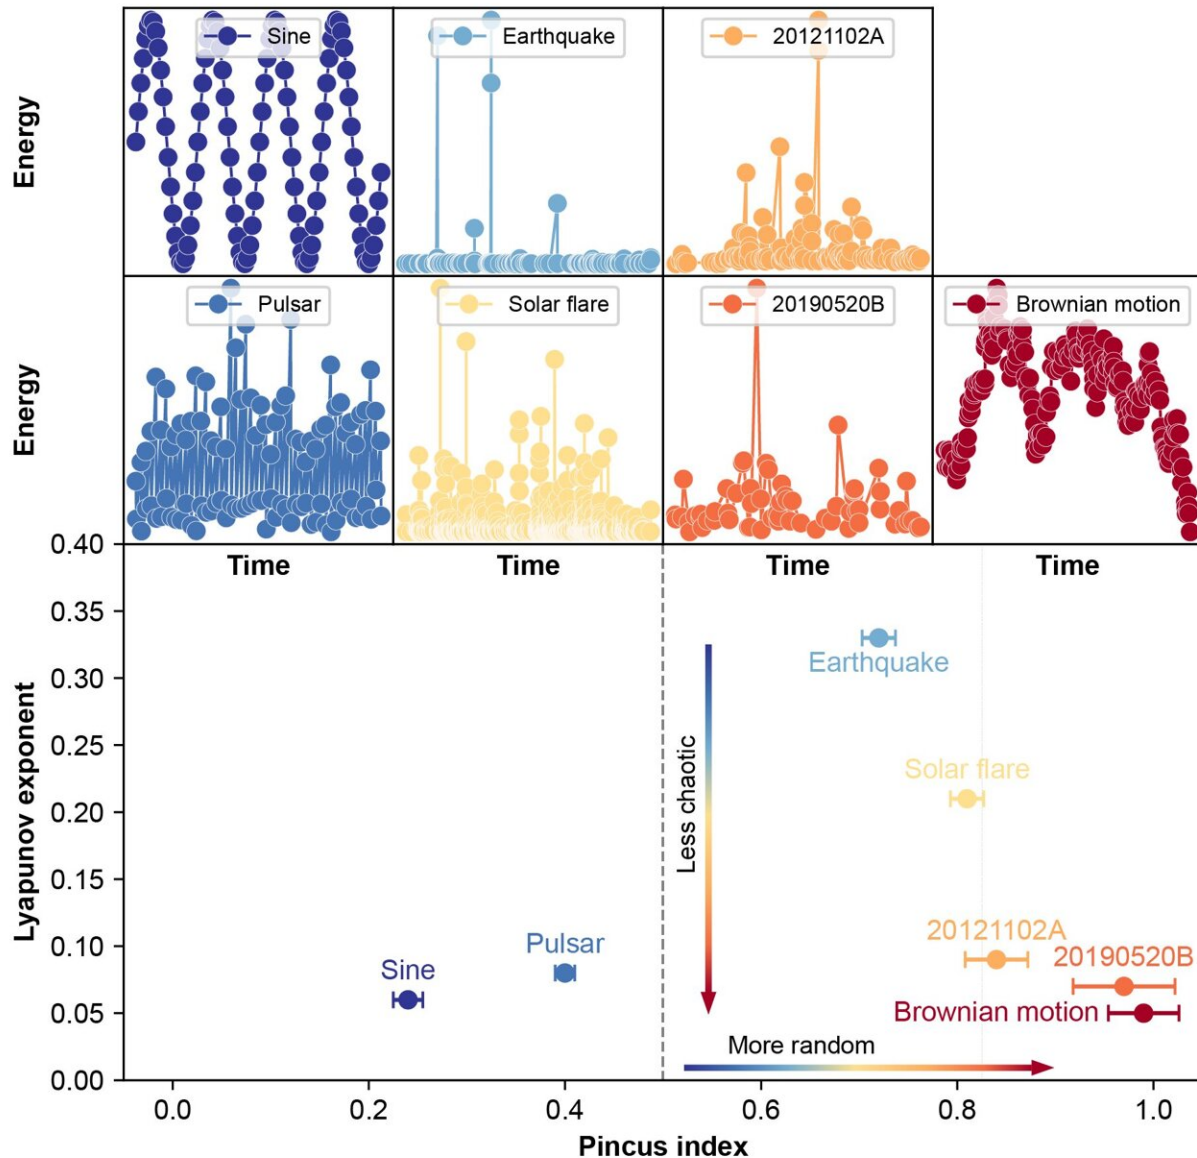 Energy
Sine
Earthquake
20121102A
Energy
Pulsar
Solar flare
20190520B
Brownian motion
Time
Time
Time
Time
Lyapunov exponent
0.40
0.35
0.30
0.25
0.20
0.15
0.10
0.05
0.00
Earthquake
Less chaotic
Solar flare
20121102A
Pulsar
20190520B
Sine
Brownian motion
More random
0.0
0.2
0.4
0.6
0.8
1.0
Pincus index